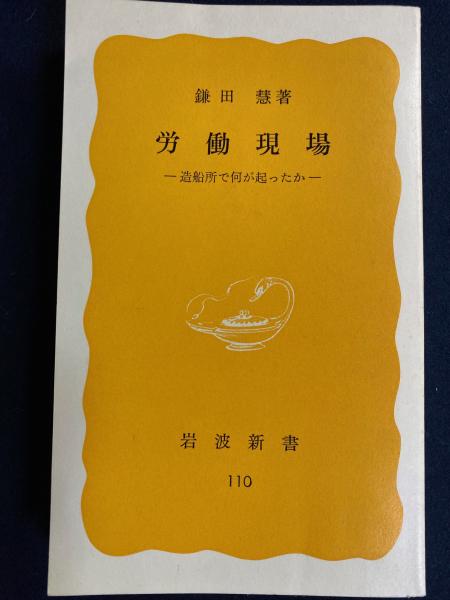 鎌田 慧著
労働現場
─造船所で何が起ったか─
岩波新書
110